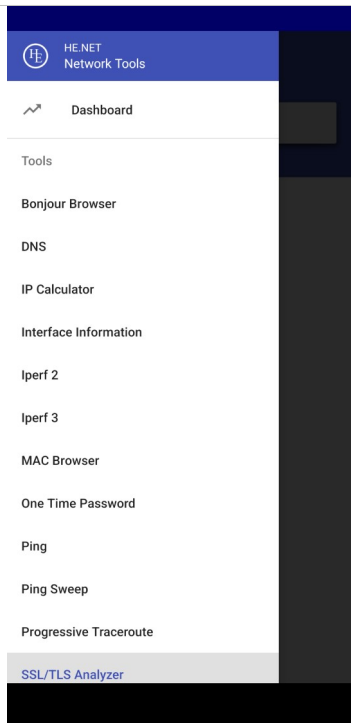 HE
HE.NET
Network Tools
Dashboard
Tools
Bonjour Browser
DNS
IP Calculator
Interface Information
Iperf 2
Iperf 3
MAC Browser
One Time Password
Ping
Ping Sweep
Progressive Traceroute
SSL/TLS Analyzer